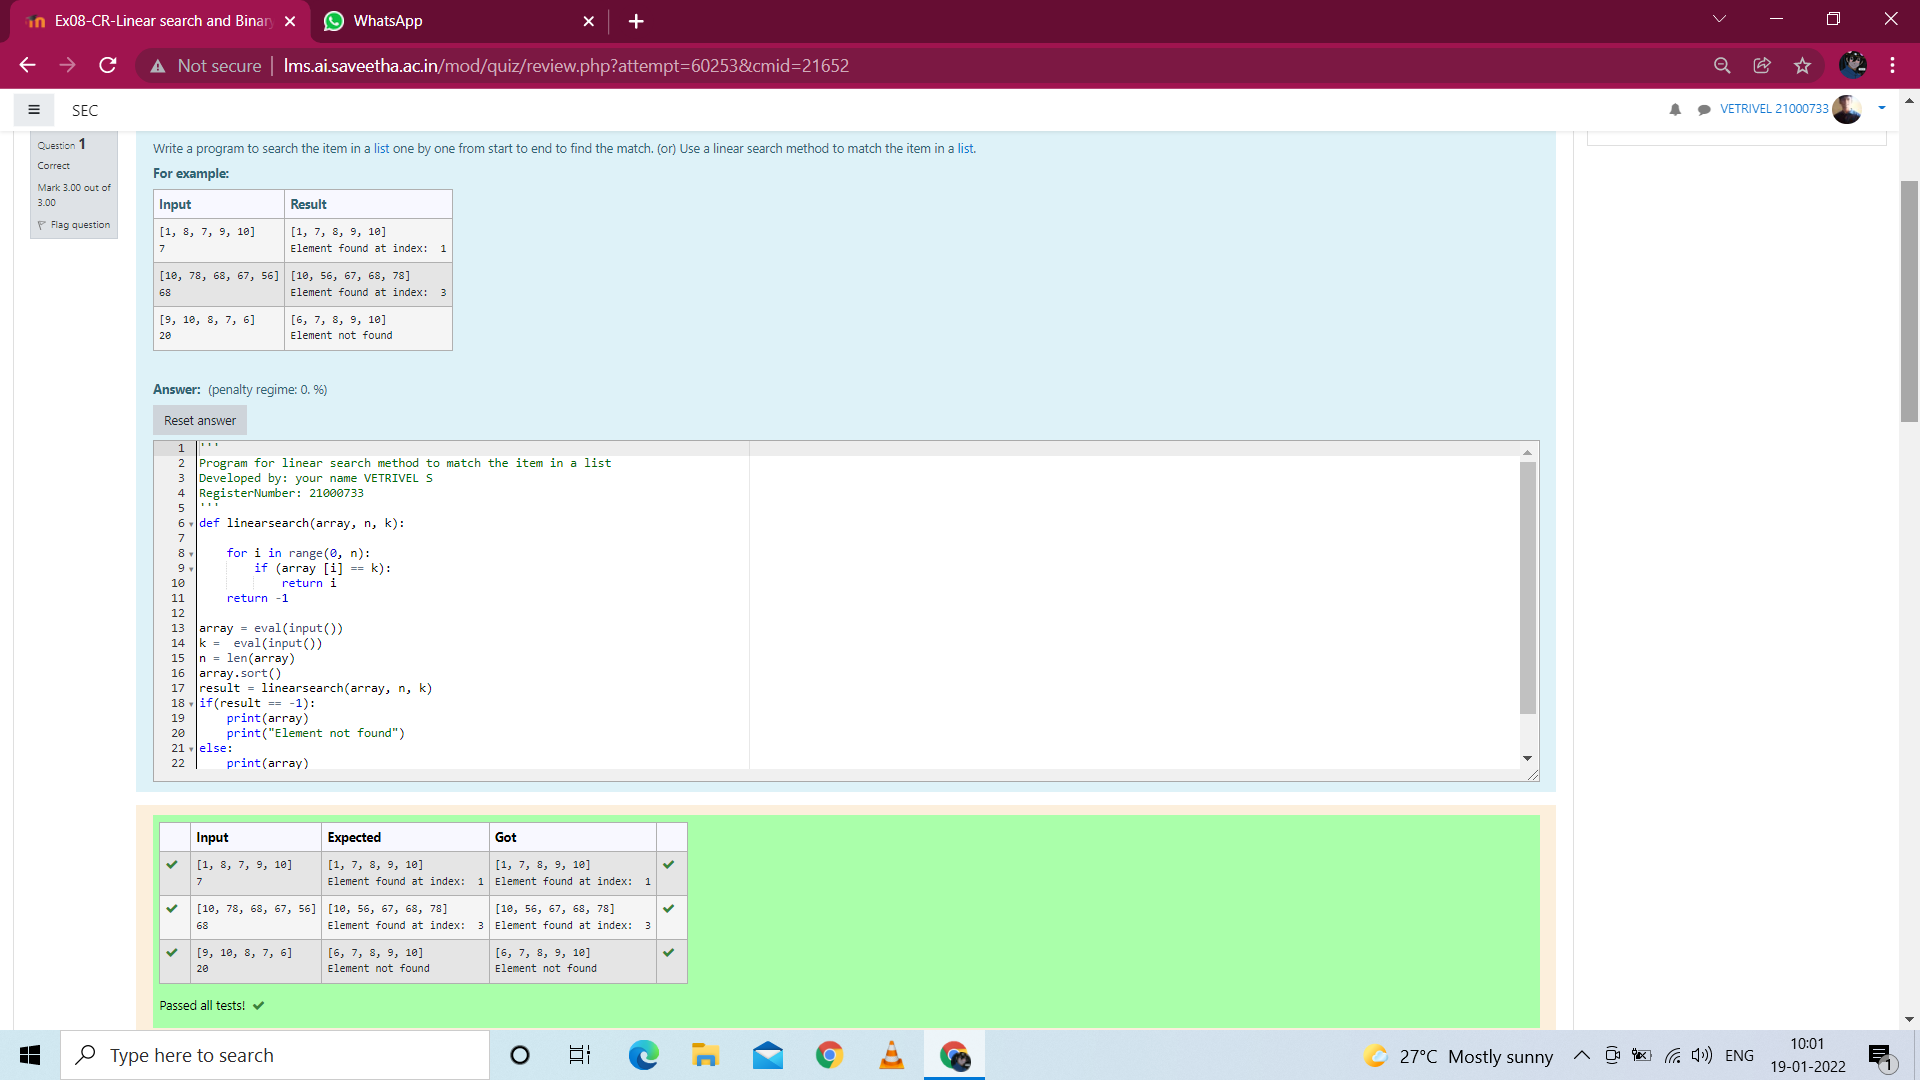 Ex08-CR-Linear search and Binar
WhatsApp
Not secure | lms.ai.saveetha.ac.in/mod/quiz/review.php?attempt=60253&cmid=21652
SEC
VETRIVEL 21000733
Question 1
Correct
Mark 3.00 out of
3.00
Flag question
Write a program to search the item in a list one by one from start to end to find the match. (or) Use a linear search method to match the item in a list.
For example:
Input Result
[1, 8, 7, 9, 10] [1, 7, 8, 9, 10]
7 Element found at index:  1
[10, 78, 68, 67, 56] [10, 56, 67, 68, 78]
68 Element found at index:  3
[9, 10, 8, 7, 6] [6, 7, 8, 9, 10]
20 Element not found
Answer: (penalty regime: 0. %)
Reset answer
1 '''
2 Program for linear search method to match the item in a list
3 Developed by: your name VETRIVEL S
4 RegisterNumber: 21000733
5 '''
6 def linearsearch(array, n, k):
7
8     for i in range(0, n):
9         if (array [i] == k):
10             return i
11     return -1
12
13 array = eval(input())
14 k =  eval(input())
15 n = len(array)
16 array.sort()
17 result = linearsearch(array, n, k)
18 if(result == -1):
19     print(array)
20     print("Element not found")
21 else:
22     print(array)
Input Expected Got
[1, 8, 7, 9, 10] [1, 7, 8, 9, 10] [1, 7, 8, 9, 10]
7 Element found at index:  1 Element found at index:  1
[10, 78, 68, 67, 56] [10, 56, 67, 68, 78] [10, 56, 67, 68, 78]
68 Element found at index:  3 Element found at index:  3
[9, 10, 8, 7, 6] [6, 7, 8, 9, 10] [6, 7, 8, 9, 10]
20 Element not found Element not found
Passed all tests!
Type here to search
27°C Mostly sunny
ENG
10:01
19-01-2022
1